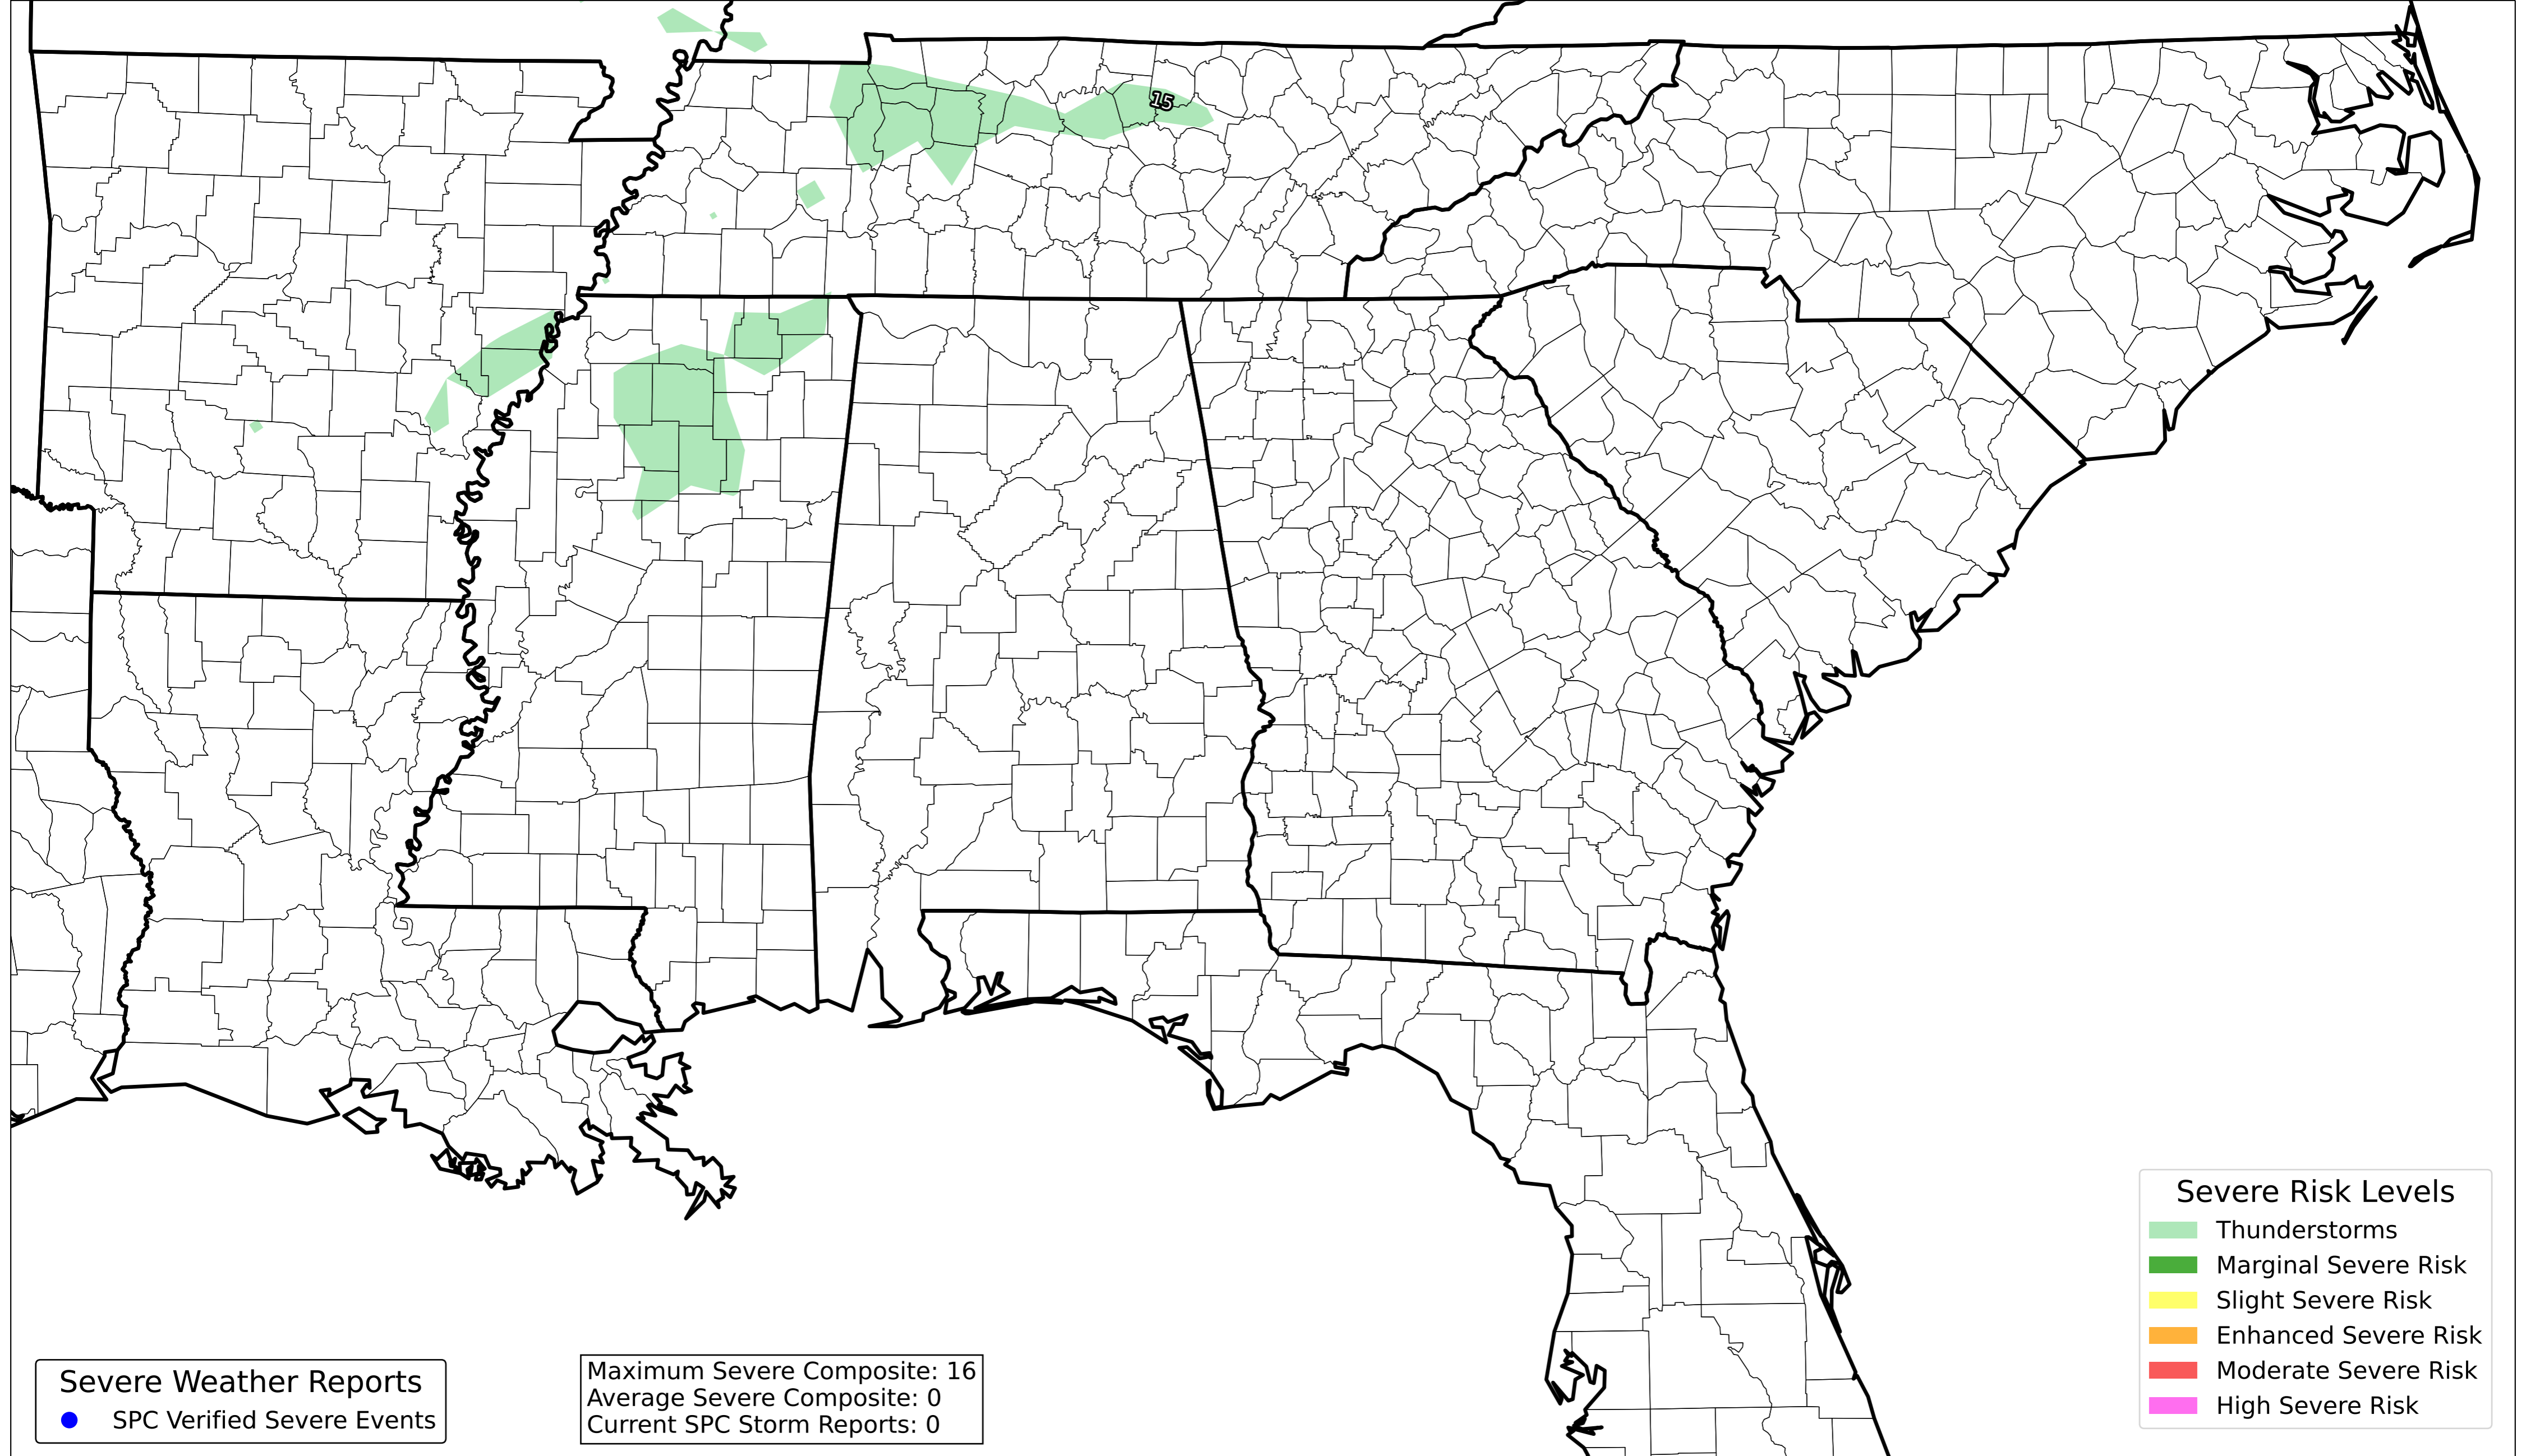 15
Severe Risk Levels
Thunderstorms
Marginal Severe Risk
Slight Severe Risk
Enhanced Severe Risk
Moderate Severe Risk
High Severe Risk
Severe Weather Reports
SPC Verified Severe Events
Maximum Severe Composite: 16
Average Severe Composite: 0
Current SPC Storm Reports: 0